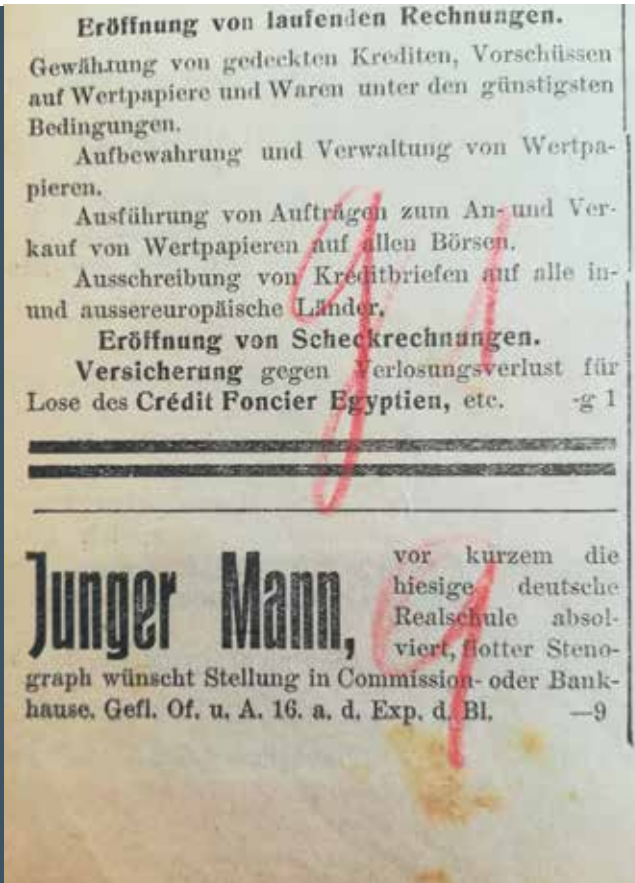 Eröffnung von laufenden Rechnungen.
Gewährung von gedeckten Krediten, Vorschüssen
auf Wertpapiere und Waren unter den günstigsten
Bedingungen.
Aufbewahrung und Verwaltung von Wertpa-
pieren.
Ausführung von Aufträgen zum An- und Ver-
kauf von Wertpapieren auf allen Börsen.
Ausschreibung von Kreditbriefen auf alle in-
und aussereuropäische Länder.
Eröffnung von Scheckrechnungen.
Versicherung gegen Verlosungsverlust für
Lose des Crédit Foncier Egyptien, etc. -g 1
g 1
Junger Mann, vor kurzem die
hiesige deutsche
Realschule absol-
viert, flotter Steno-
graph wünscht Stellung in Commission- oder Bank-
hause. Gefl. Of. u. A. 16. a. d. Exp. d. Bl. —9
9